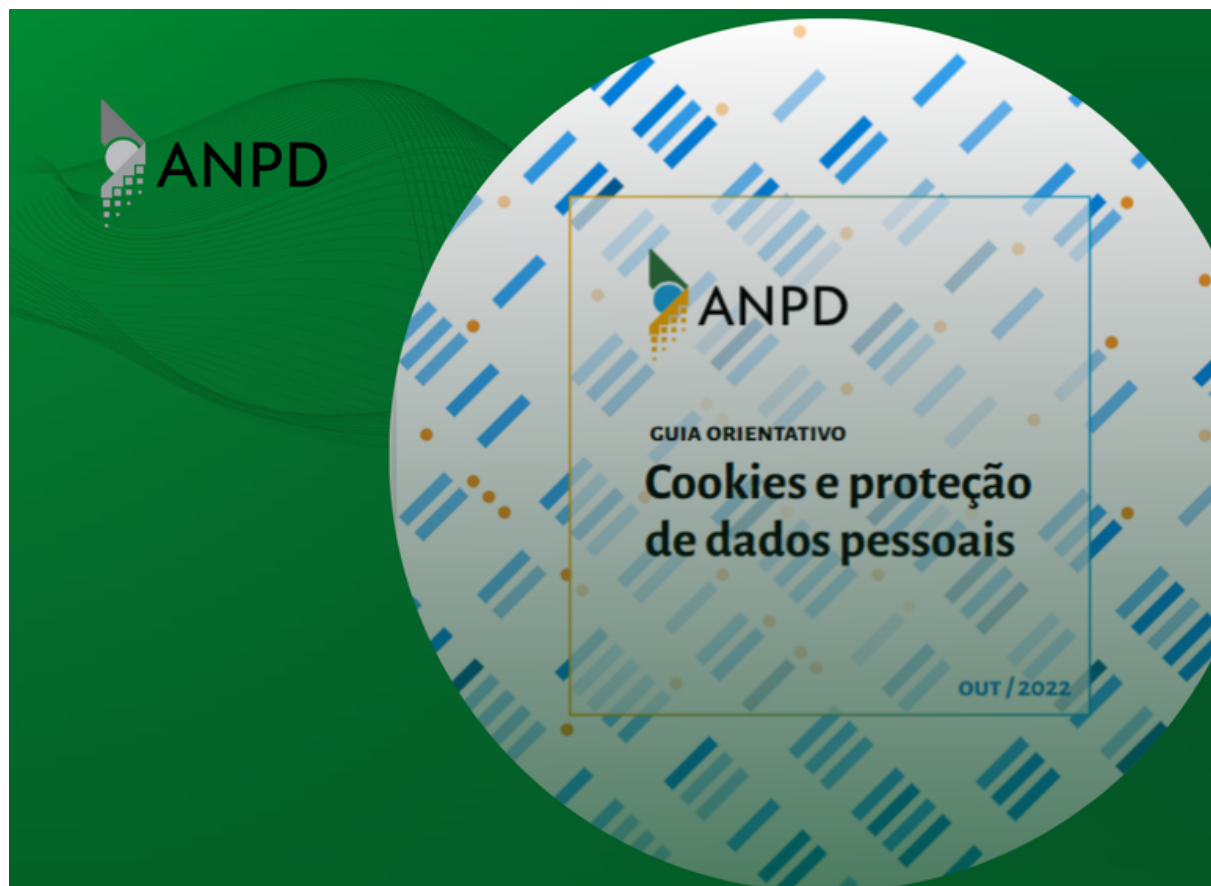 ANPD
ANPD
GUIA ORIENTATIVO
Cookies e proteção
de dados pessoais
OUT / 2022